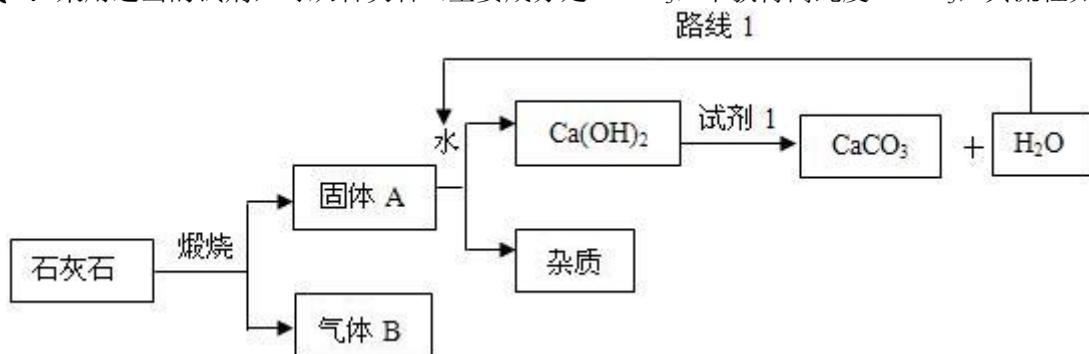 路线 1
水
Ca(OH)2
试剂 1
CaCO₃
+
H₂O
固体 A
煅烧
石灰石
杂质
气体 B